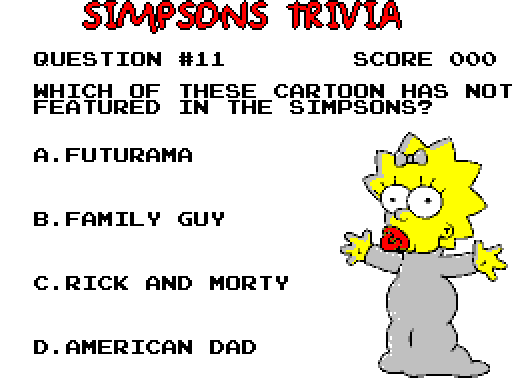 SIMPSONS TRIVIA
QUESTION #11 SCORE 000
WHICH OF THESE CARTOON HAS NOT
FEATURED IN THE SIMPSONS?
A.FUTURAMA
B.FAMILY GUY
C.RICK AND MORTY
D.AMERICAN DAD